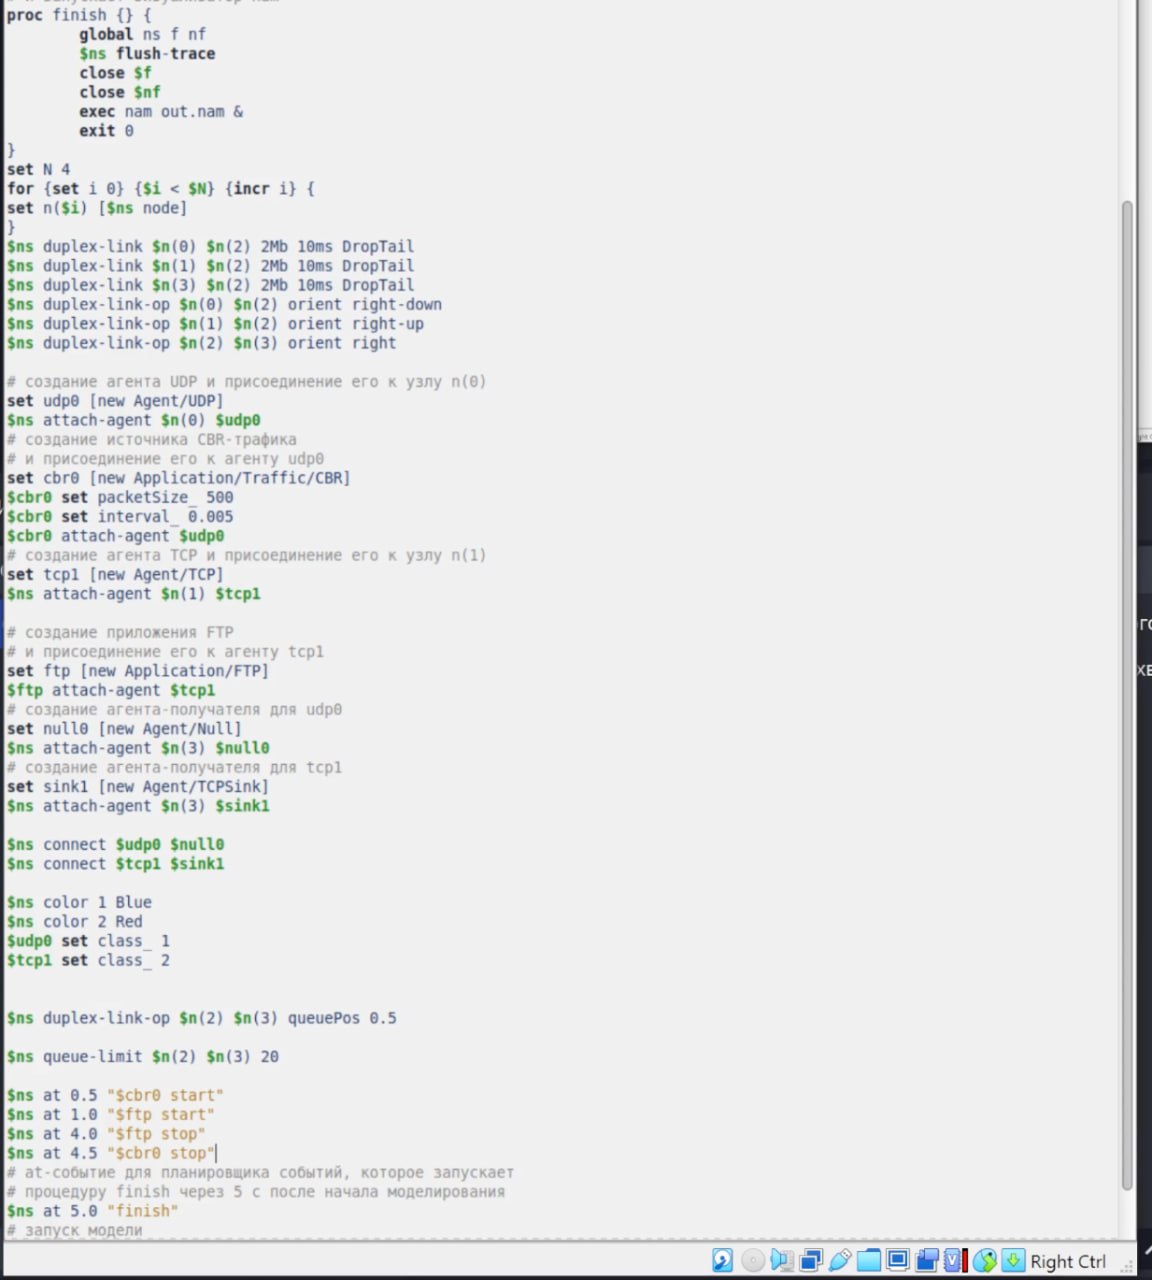 proc finish {} {
global ns f nf
$ns flush-trace
close $f
close $nf
exec nam out.nam &
exit 0
}
set N 4
for {set i 0} {$i < $N} {incr i} {
set n($i) [$ns node]
}
$ns duplex-link $n(0) $n(2) 2Mb 10ms DropTail
$ns duplex-link $n(1) $n(2) 2Mb 10ms DropTail
$ns duplex-link $n(3) $n(2) 2Mb 10ms DropTail
$ns duplex-link-op $n(0) $n(2) orient right-down
$ns duplex-link-op $n(1) $n(2) orient right-up
$ns duplex-link-op $n(2) $n(3) orient right
# создание агента UDP и присоединение его к узлу n(0)
set udp0 [new Agent/UDP]
$ns attach-agent $n(0) $udp0
# создание источника CBR-трафика
# и присоединение его к агенту udp0
set cbr0 [new Application/Traffic/CBR]
$cbr0 set packetSize_ 500
$cbr0 set interval_ 0.005
$cbr0 attach-agent $udp0
# создание агента TCP и присоединение его к узлу n(1)
set tcp1 [new Agent/TCP]
$ns attach-agent $n(1) $tcp1
# создание приложения FTP
# и присоединение его к агенту tcp1
set ftp [new Application/FTP]
$ftp attach-agent $tcp1
# создание агента-получателя для udp0
set null0 [new Agent/Null]
$ns attach-agent $n(3) $null0
# создание агента-получателя для tcp1
set sink1 [new Agent/TCPSink]
$ns attach-agent $n(3) $sink1
$ns connect $udp0 $null0
$ns connect $tcp1 $sink1
$ns color 1 Blue
$ns color 2 Red
$udp0 set class_ 1
$tcp1 set class_ 2
$ns duplex-link-op $n(2) $n(3) queuePos 0.5
$ns queue-limit $n(2) $n(3) 20
$ns at 0.5 "$cbr0 start"
$ns at 1.0 "$ftp start"
$ns at 4.0 "$ftp stop"
$ns at 4.5 "$cbr0 stop"
# at-событие для планировщика событий, которое запускает
# процедуру finish через 5 с после начала моделирования
$ns at 5.0 "finish"
# запуск модели
Right Ctrl